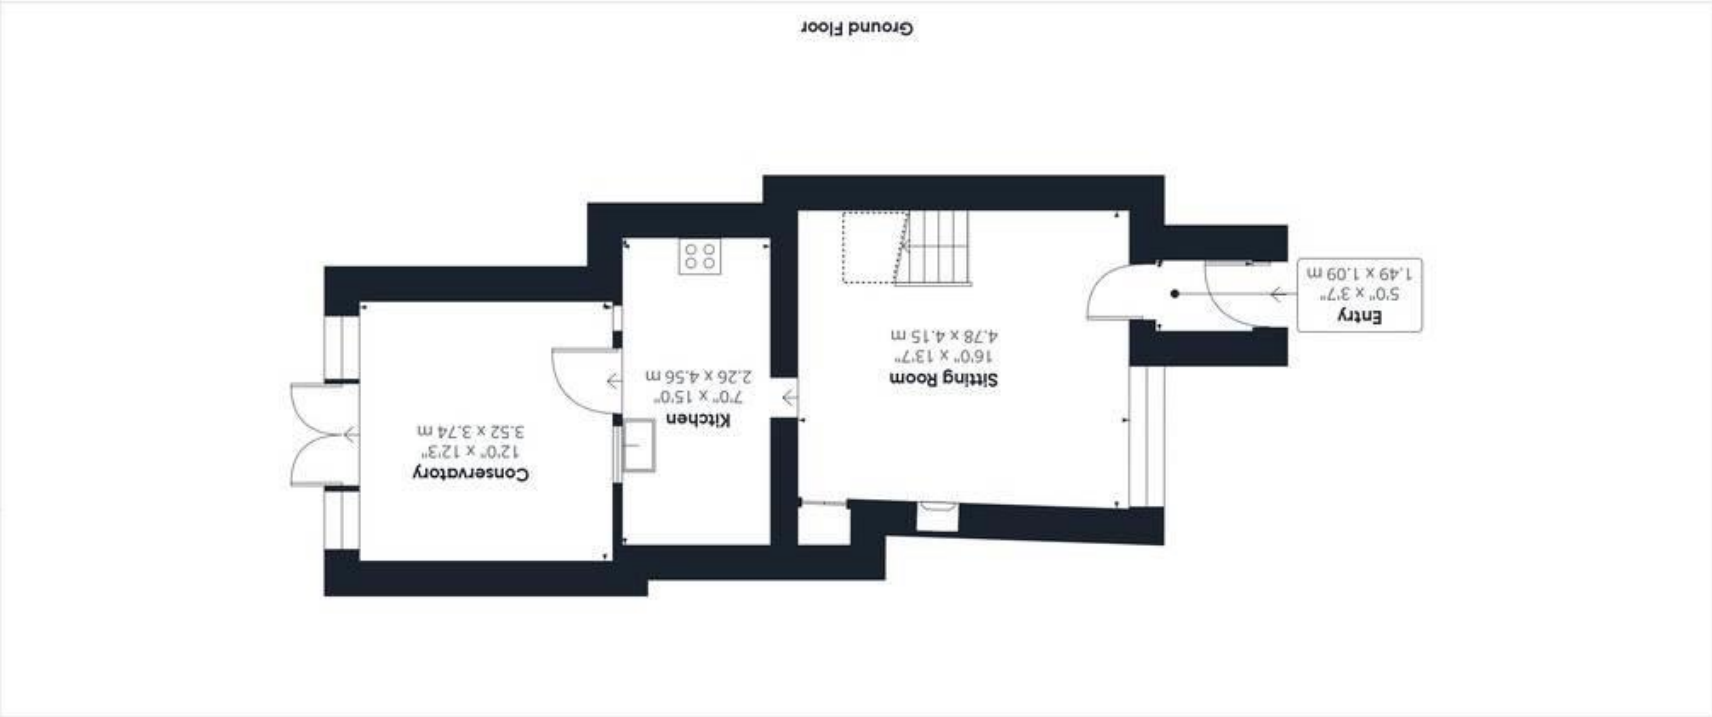 Entry
5'0" x 3'7"
1.49 x 1.09 m
Sitting Room
16'0" x 13'7"
4.78 x 4.15 m
Kitchen
7'0" x 15'0"
2.26 x 4.56 m
Conservatory
12'0" x 12'3"
3.52 x 3.74 m
Ground Floor